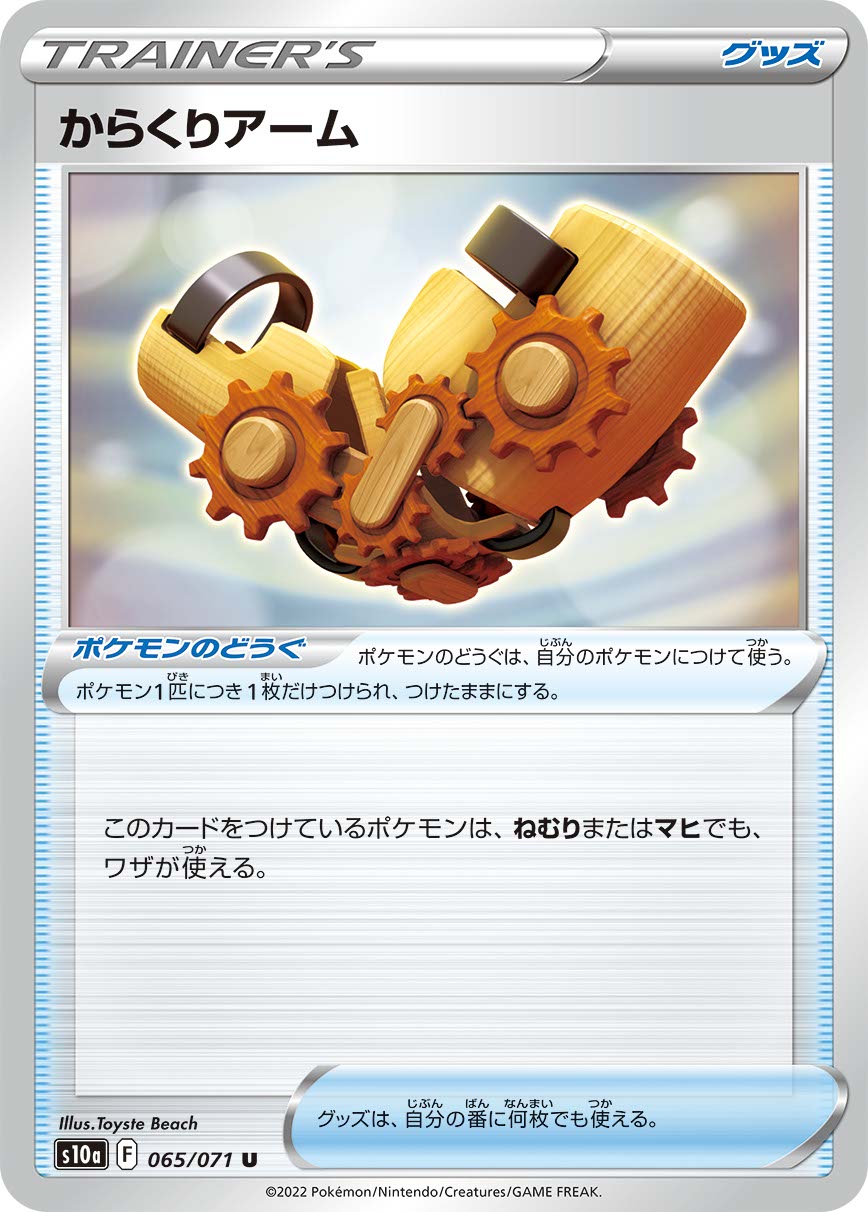 TRAINER'S
グッズ
からくりアーム
ポケモンのどうぐ
ポケモンのどうぐは、自分のポケモンにつけて使う。
ポケモン1匹につき1枚だけつけられ、つけたままにする。
このカードをつけているポケモンは、ねむりまたはマヒでも、
ワザが使える。
グッズは、自分の番に何枚でも使える。
Illus.Toyste Beach
s10a F 065/071 U
©2022 Pokémon/Nintendo/Creatures/GAME FREAK.